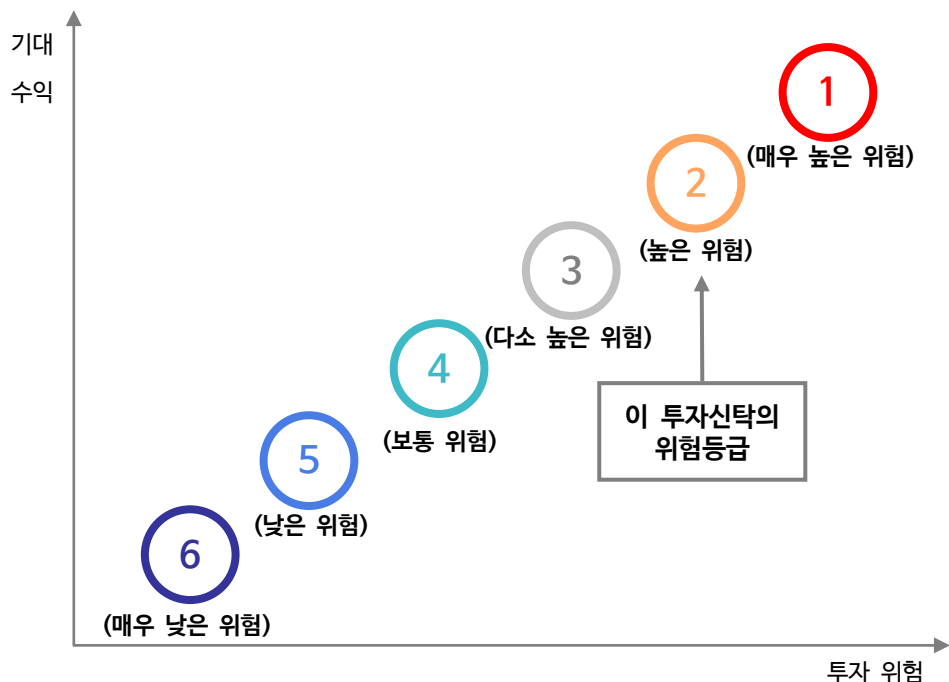 기대
수익
1
(매우 높은 위험)
2
(높은 위험)
3
(다소 높은 위험)
4
(보통 위험)
이 투자신탁의
위험등급
5
(낮은 위험)
6
(매우 낮은 위험)
투자 위험